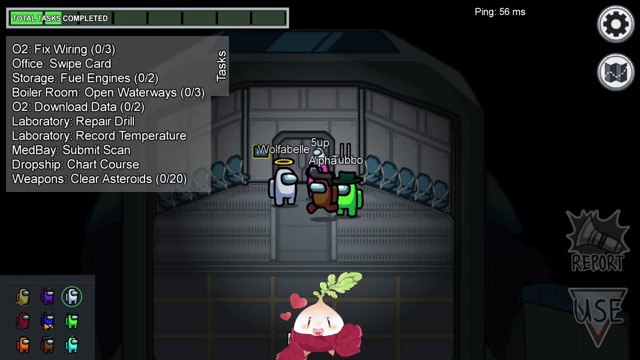 TOTAL TASKS COMPLETED
Ping: 56 ms
O2: Fix Wiring (0/3)
Office: Swipe Card
Storage: Fuel Engines (0/2)
Boiler Room: Open Waterways (0/3)
O2: Download Data (0/2)
Laboratory: Repair Drill
Laboratory: Record Temperature
MedBay: Submit Scan
Dropship: Chart Course
Weapons: Clear Asteroids (0/20)
Tasks
5up
Wolfabelle
Alpha
ubbo
REPORT
USE